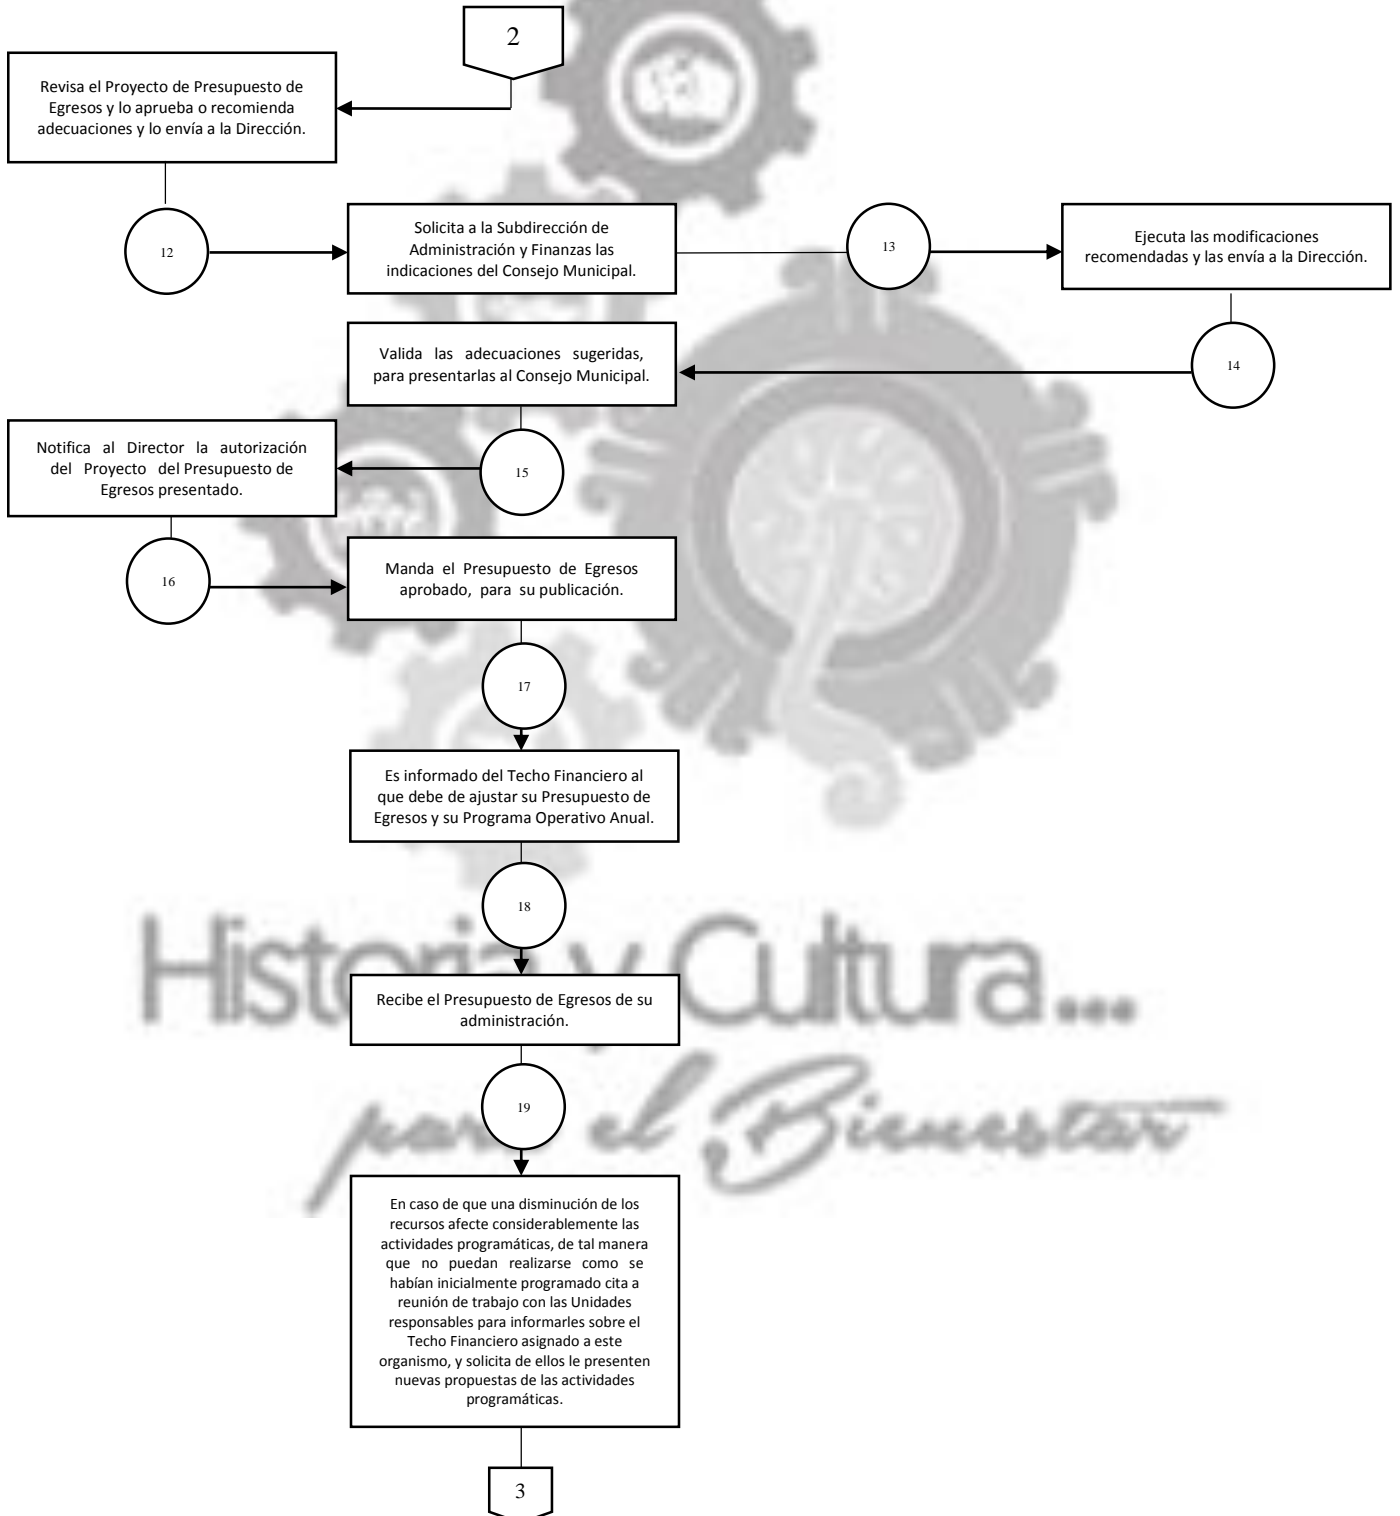 2
Revisa el Proyecto de Presupuesto de
Egresos y lo aprueba o recomienda
adecuaciones y lo envía a la Dirección.
12
Solicita a la Subdirección de
Administración y Finanzas las
indicaciones del Consejo Municipal.
13
Ejecuta las modificaciones
recomendadas y las envía a la Dirección.
14
Valida las adecuaciones sugeridas,
para presentarlas al Consejo Municipal.
15
Notifica al Director la autorización
del Proyecto del Presupuesto de
Egresos presentado.
16
Manda el Presupuesto de Egresos
aprobado, para su publicación.
17
Es informado del Techo Financiero al
que debe de ajustar su Presupuesto de
Egresos y su Programa Operativo Anual.
18
Historia y Cultura...
Recibe el Presupuesto de Egresos de su
administración.
19
para el Bienestar
En caso de que una disminución de los
recursos afecte considerablemente las
actividades programáticas, de tal manera
que no puedan realizarse como se
habían inicialmente programado cita a
reunión de trabajo con las Unidades
responsables para informarles sobre el
Techo Financiero asignado a este
organismo, y solicita de ellos le presenten
nuevas propuestas de las actividades
programáticas.
3